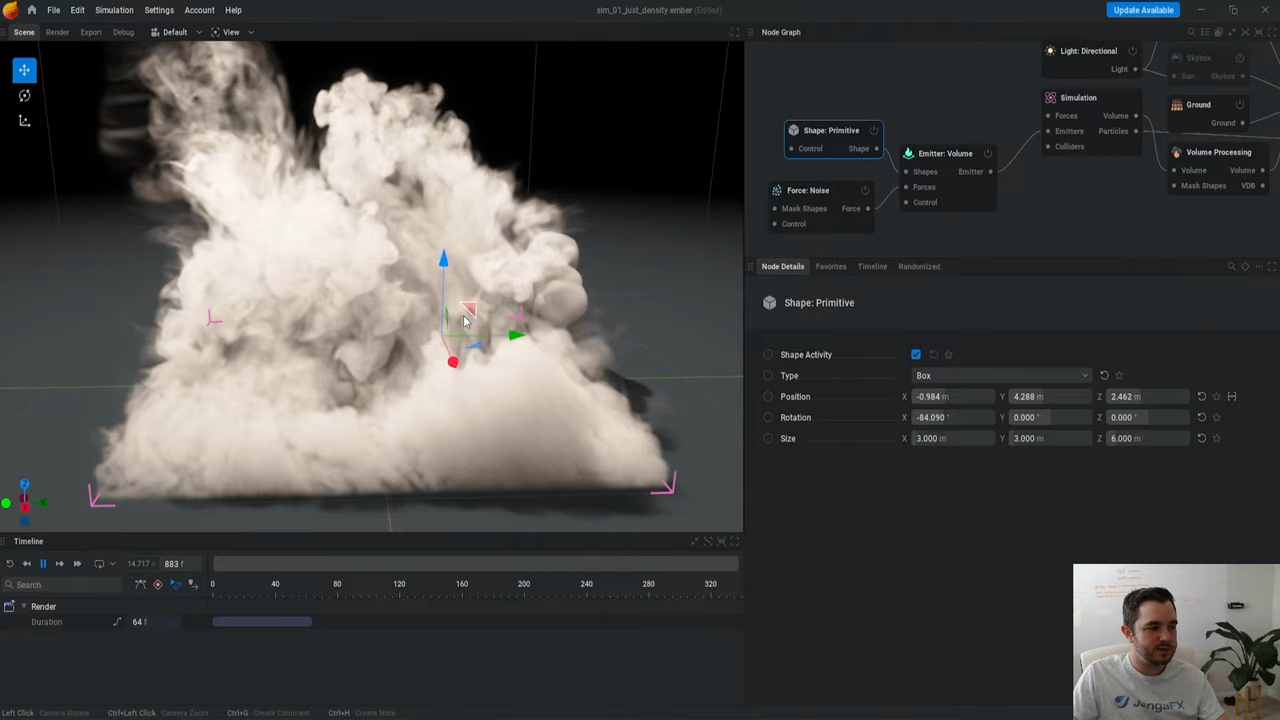 File Edit Simulation Settings Account Help
sim_01_just_density.ember (Edited)
Update Available
Scene Render Export Debug Default View
Node Graph
Light: Directional
Light
Skybox
Sun Skybox
Simulation
Forces Volume
Emitters Particles
Colliders
Ground
Ground
Volume Processing
Volume Volume
Mask Shapes VDB
Shape: Primitive
Control Shape
Emitter: Volume
Shapes Emitter
Forces
Control
Force: Noise
Mask Shapes Force
Control
Node Details Favorites Timeline Randomized
Shape: Primitive
Shape Activity
Type Box
Position X -0.984 m Y 4.288 m Z 2.462 m
Rotation X -84.090 ° Y 0.000 ° Z 0.000 °
Size X 3.000 m Y 3.000 m Z 6.000 m
Z
Y
X
Timeline
14.717 s 883 f
Search
0 40 80 120 160 200 240 280 320
Render
Duration 64 f
Left Click Camera Rotate Ctrl+Left Click Camera Zoom Ctrl+G Create Comment Ctrl+H Create Note
JangaFX